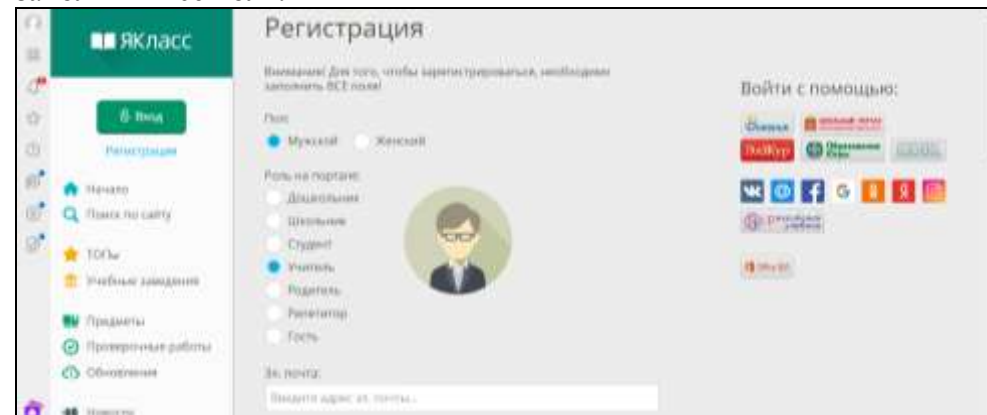 ЯКласс
Вход
Регистрация
Начало
Поиск по сайту
ТОПы
Учебные заведения
Предметы
Проверочные работы
Обновления
Новости
Регистрация
Внимание! Для того, чтобы зарегистрироваться, необходимо
заполнить ВСЕ поля!
Пол:
Мужской Женский
Роль на портале:
Дошкольник
Школьник
Студент
Учитель
Родитель
Репетитор
Гость
Эл. почта:
Введите адрес эл. почты...
Войти с помощью: